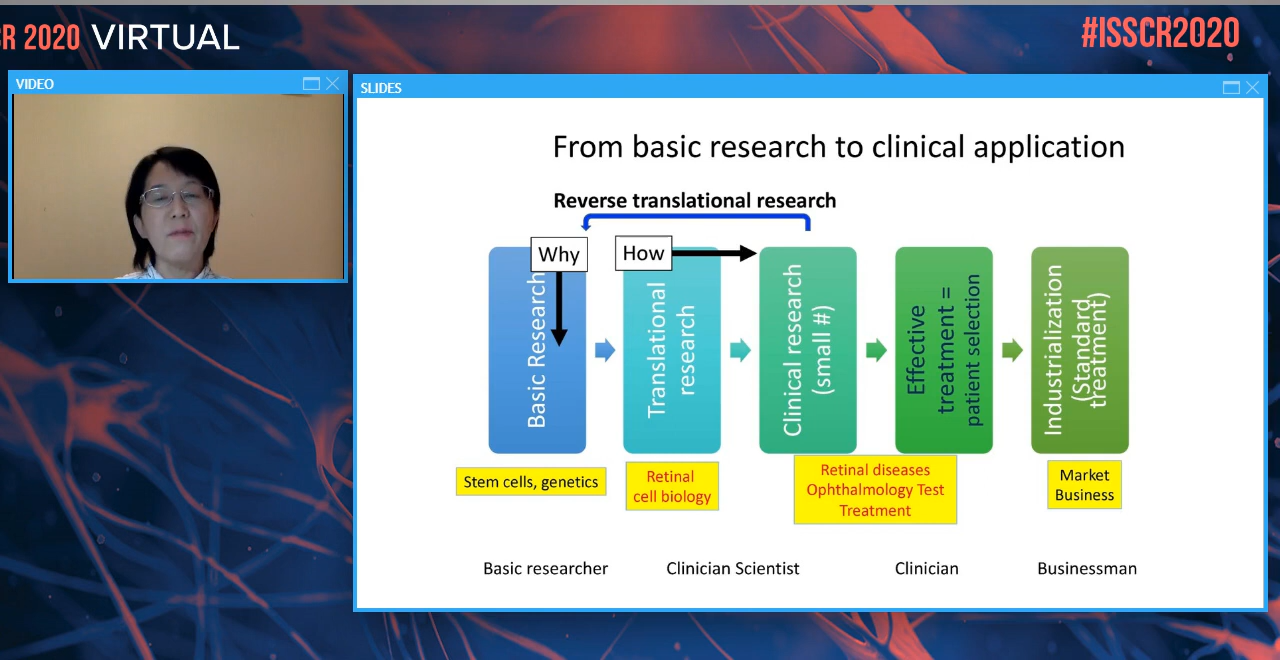 R 2020 VIRTUAL
#ISSCR2020
VIDEO
SLIDES
From basic research to clinical application
Reverse translational research
Why
How
Basic Research
Translational
research
Clinical research
(small #)
Effective
treatment =
patient selection
Industrialization
(Standard
treatment)
Stem cells, genetics
Retinal
cell biology
Retinal diseases
Ophthalmology Test
Treatment
Market
Business
Basic researcher
Clinician Scientist
Clinician
Businessman